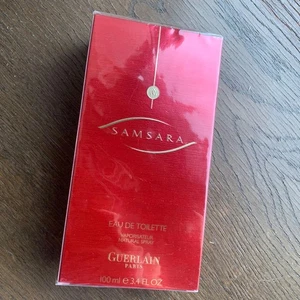 SAMSARA
EAU DE TOILETTE
VAPORISATEUR
NATURAL SPRAY
GUERLAIN
PARIS
100 ml e 3.4 FL. OZ